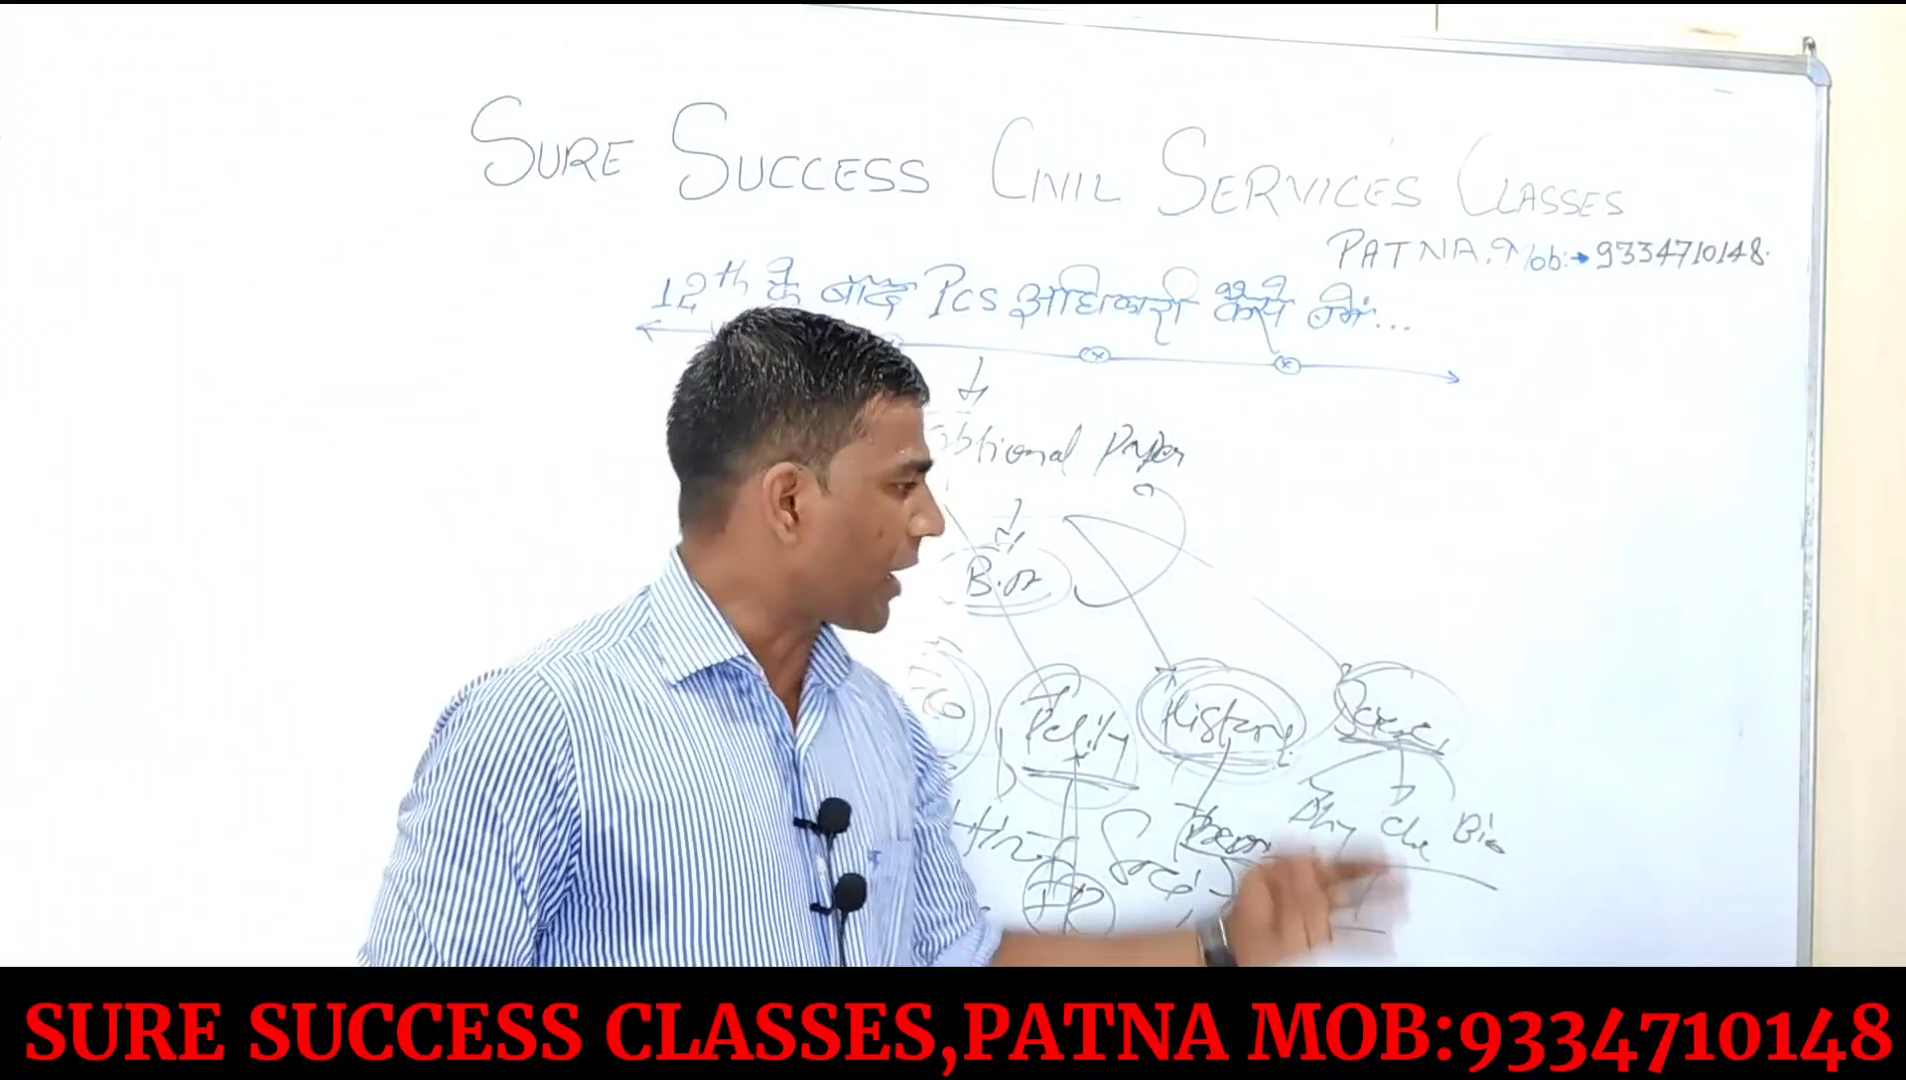 SURE SUCCESS CIVIL SERVICES CLASSES
PATNA. Mob:→ 9334710148.
12th के बाद PCS अधिकारी कैसे बनें...
Paper
Polity History Science
Phy Che Bio
SURE SUCCESS CLASSES,PATNA MOB:9334710148